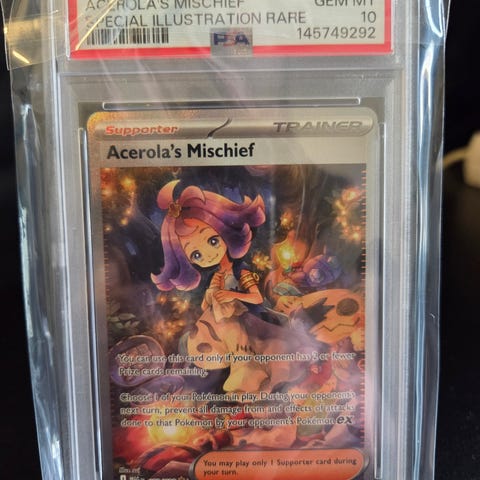 ACEROLA'S MISCHIEF GEM MT
SPECIAL ILLUSTRATION RARE 10
PSA 145749292
Supporter TRAINER
Acerola's Mischief
You can use this card only if your opponent has 2 or fewer
Prize cards remaining.
Choose 1 of your Pokémon in play. During your opponent's
next turn, prevent all damage from and effects of attacks
done to that Pokémon by your opponent's Pokémon ex.
You may play only 1 Supporter card during
your turn.